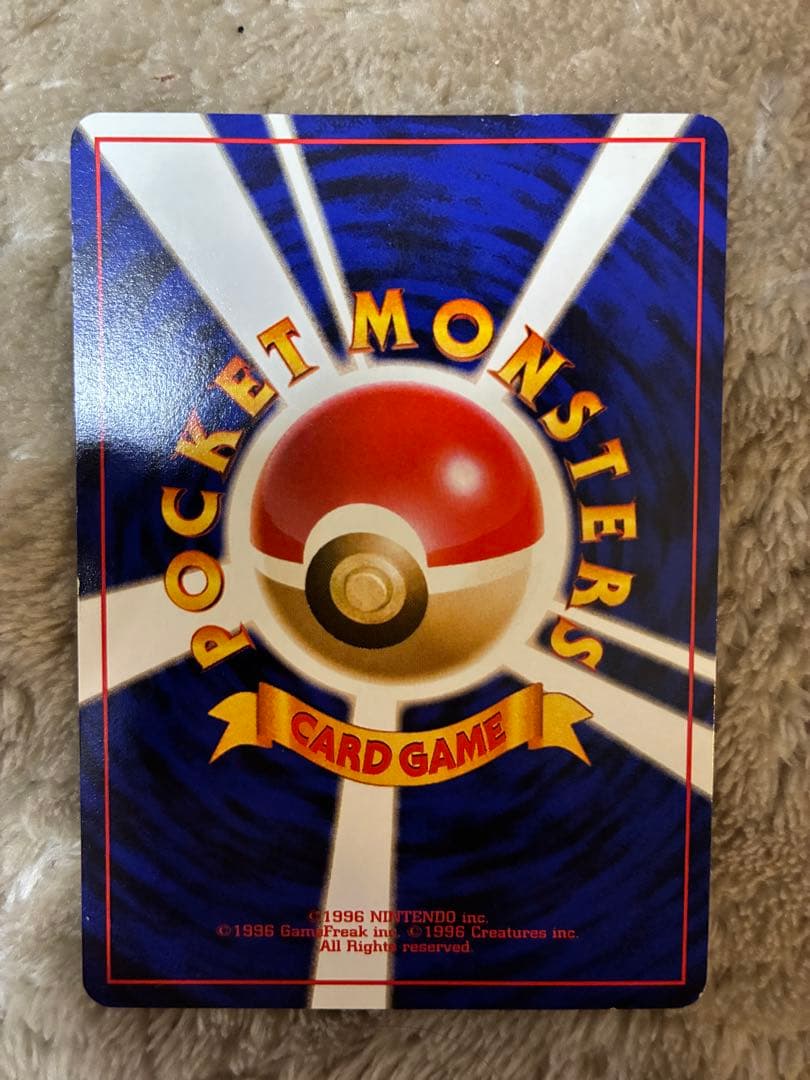 POCKET MONSTERS
CARD GAME
©1996 NINTENDO inc.
©1996 GameFreak inc. ©1996 Creatures inc.
All Rights reserved.